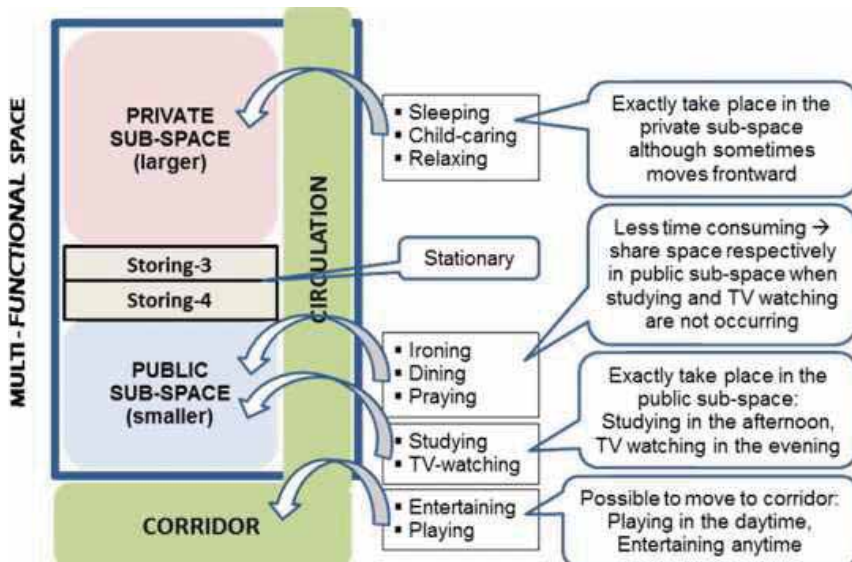 MULTI-FUNCTIONAL SPACE
PRIVATE
SUB-SPACE
(larger)
Storing-3
Storing-4
PUBLIC
SUB-SPACE
(smaller)
CIRCULATION
CORRIDOR
▪ Sleeping
▪ Child-caring
▪ Relaxing
Exactly take place in the
private sub-space
although sometimes
moves frontward
Stationary
Less time consuming →
share space respectively
in public sub-space when
studying and TV watching
are not occurring
▪ Ironing
▪ Dining
▪ Praying
Exactly take place in the
public sub-space:
Studying in the afternoon,
TV watching in the evening
▪ Studying
▪ TV-watching
▪ Entertaining
▪ Playing
Possible to move to corridor:
Playing in the daytime,
Entertaining anytime